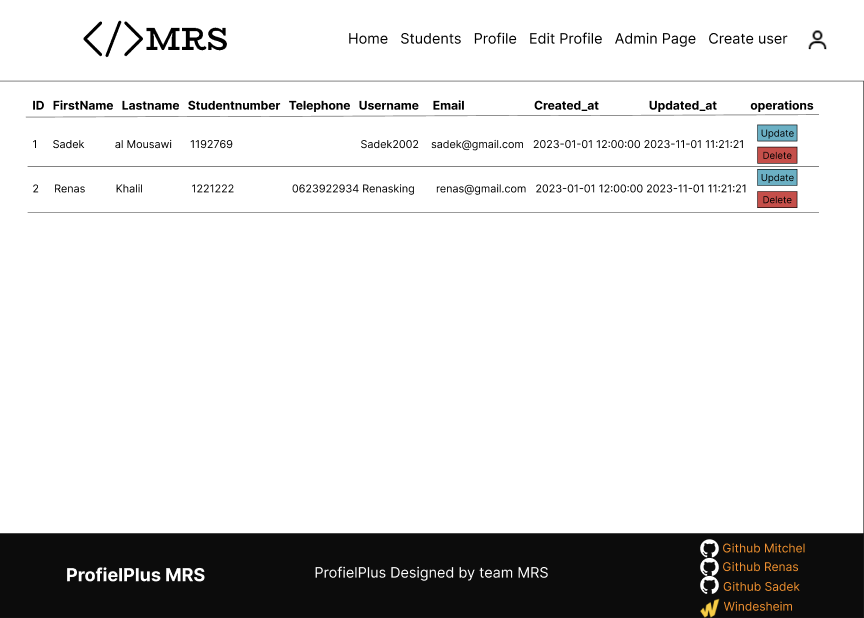 </>MRS
Home Students Profile Edit Profile Admin Page Create user
ID FirstName Lastname Studentnumber Telephone Username Email Created_at Updated_at operations
1 Sadek al Mousawi 1192769 Sadek2002 sadek@gmail.com 2023-01-01 12:00:00 2023-11-01 11:21:21 Update
Delete
2 Renas Khalil 1221222 0623922934 Renasking renas@gmail.com 2023-01-01 12:00:00 2023-11-01 11:21:21 Update
Delete
ProfielPlus MRS
ProfielPlus Designed by team MRS
Github Mitchel
Github Renas
Github Sadek
Windesheim